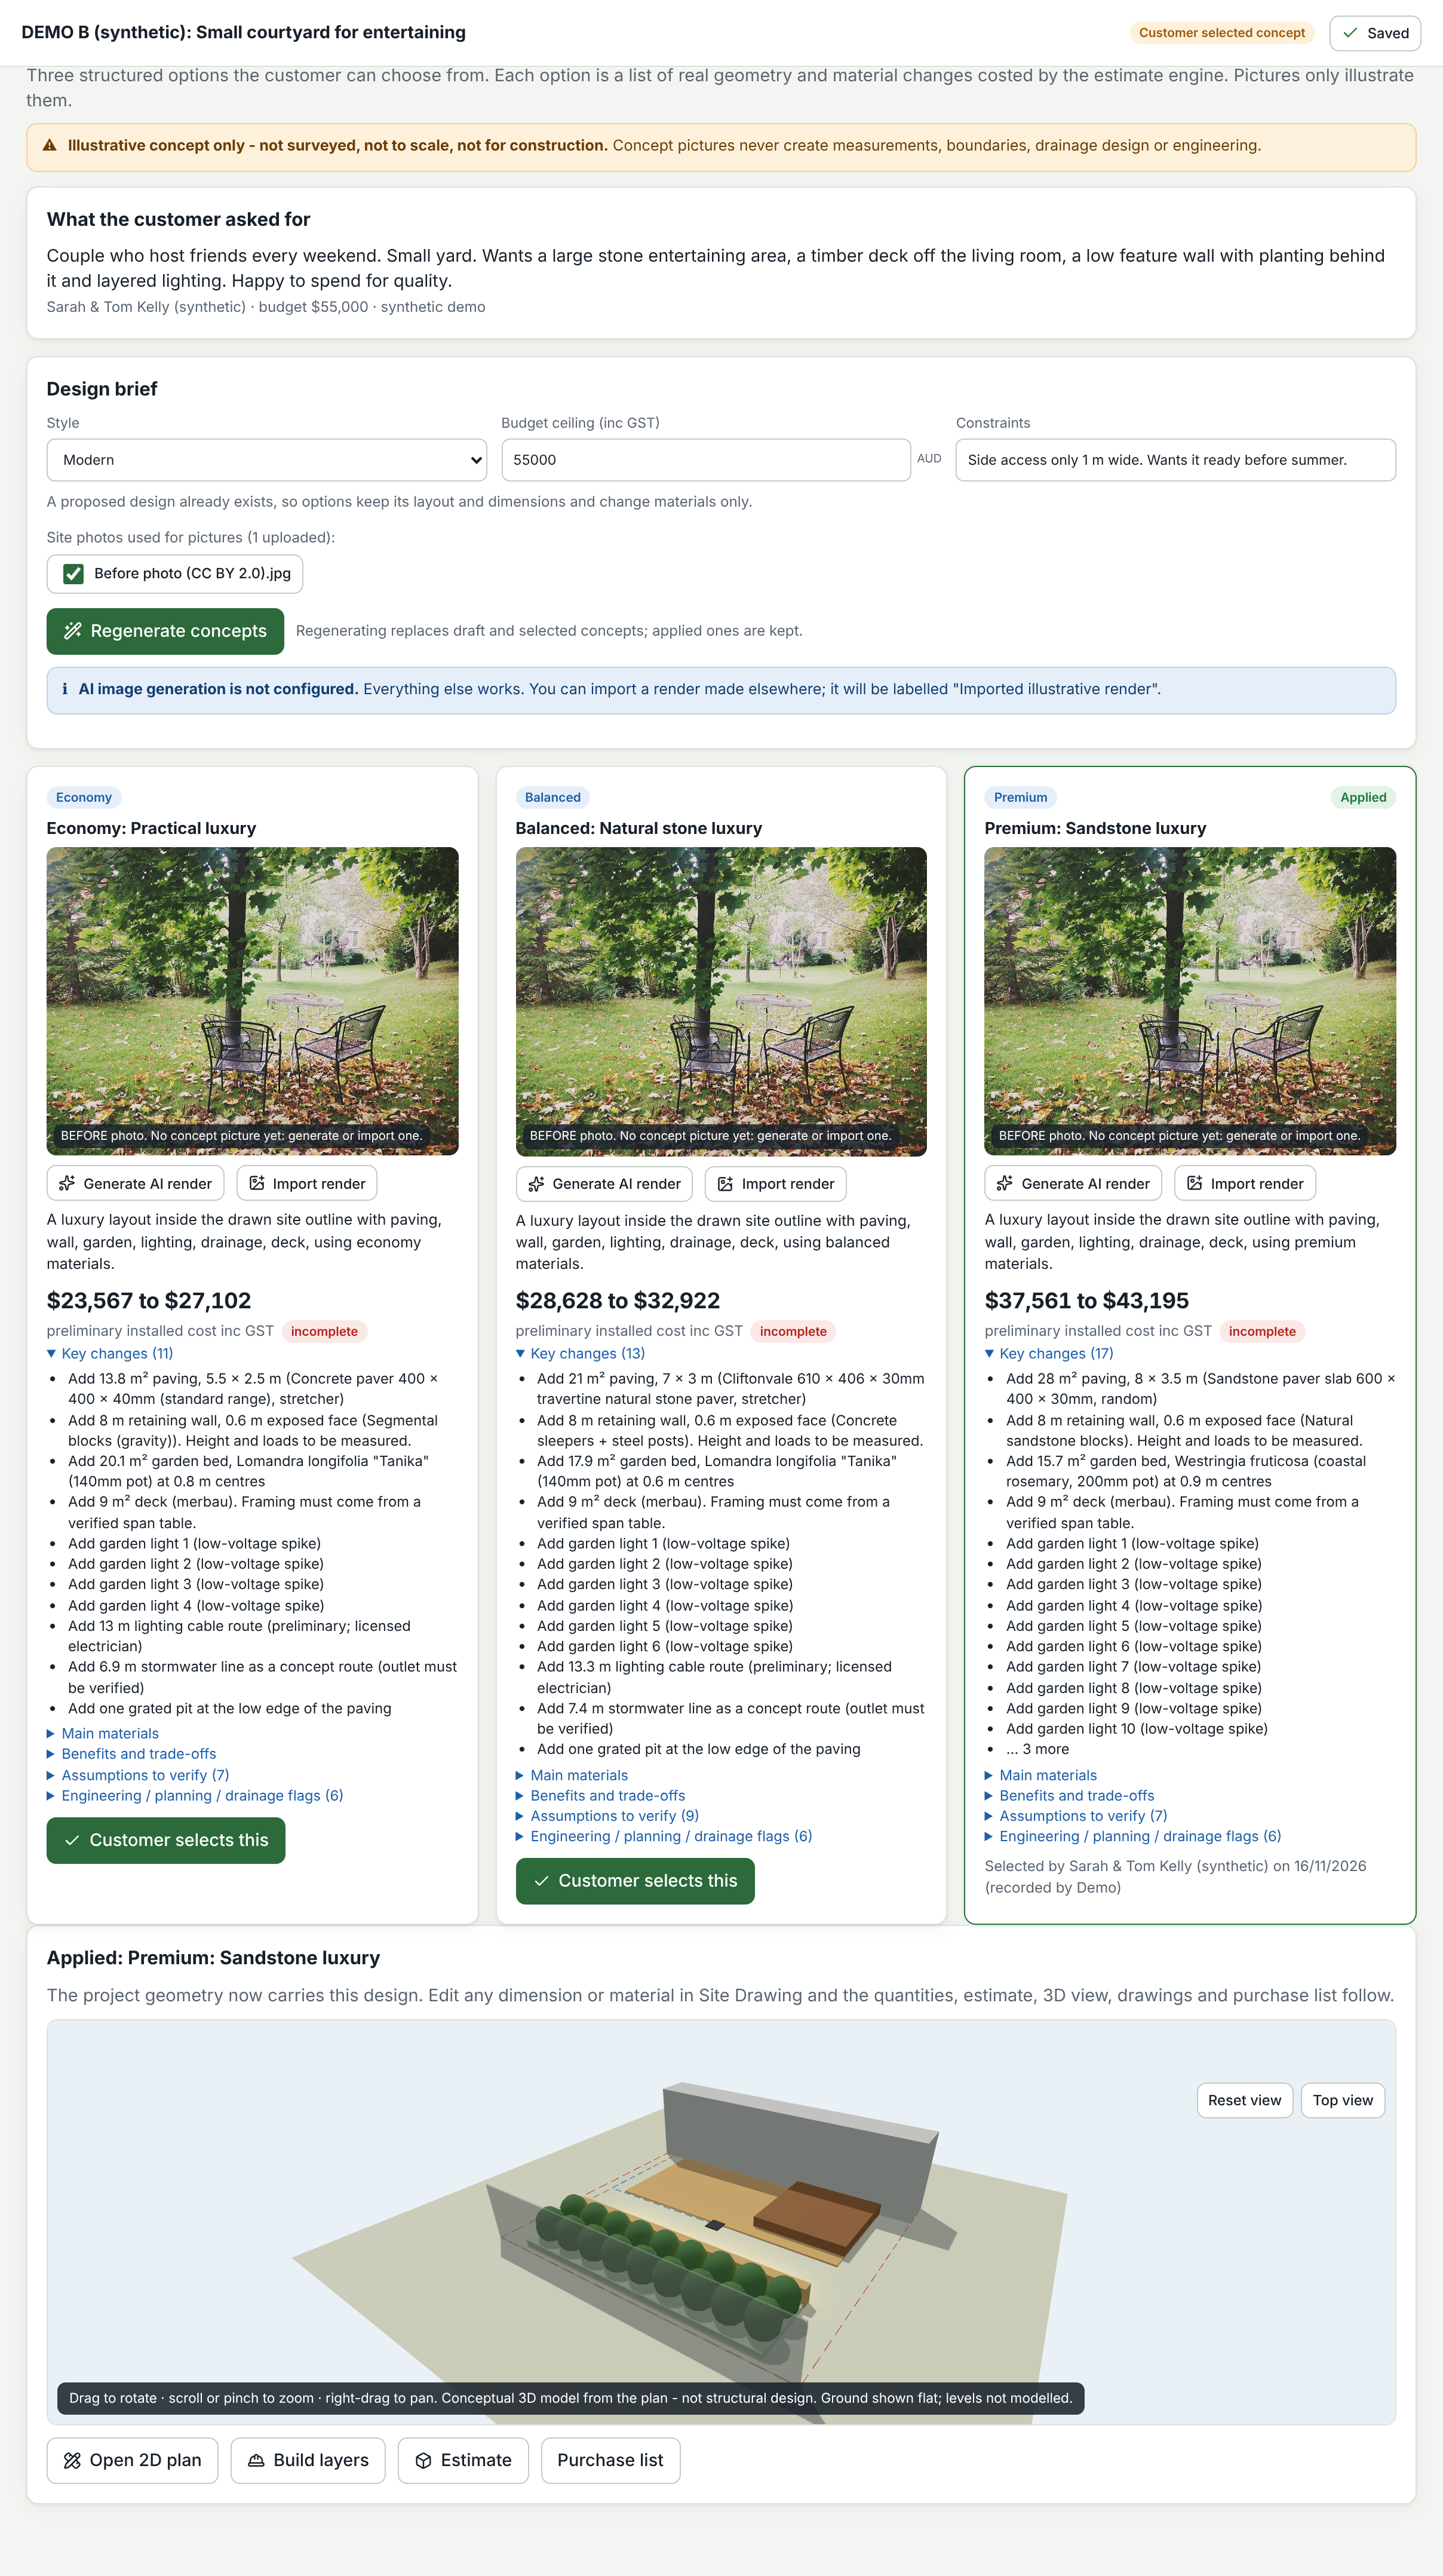 DEMO B (synthetic): Small courtyard for entertaining
Customer selected concept
Saved
Three structured options the customer can choose from. Each option is a list of real geometry and material changes costed by the estimate engine. Pictures only illustrate
them.
Illustrative concept only - not surveyed, not to scale, not for construction. Concept pictures never create measurements, boundaries, drainage design or engineering.
What the customer asked for
Couple who host friends every weekend. Small yard. Wants a large stone entertaining area, a timber deck off the living room, a low feature wall with planting behind
it and layered lighting. Happy to spend for quality.
Sarah & Tom Kelly (synthetic) · budget $55,000 · synthetic demo
Design brief
Style
Budget ceiling (inc GST)
Constraints
Modern
55000
AUD
Side access only 1 m wide. Wants it ready before summer.
A proposed design already exists, so options keep its layout and dimensions and change materials only.
Site photos used for pictures (1 uploaded):
Before photo (CC BY 2.0).jpg
Regenerate concepts
Regenerating replaces draft and selected concepts; applied ones are kept.
AI image generation is not configured. Everything else works. You can import a render made elsewhere; it will be labelled "Imported illustrative render".
Economy
Economy: Practical luxury
BEFORE photo. No concept picture yet: generate or import one.
Generate AI render
Import render
A luxury layout inside the drawn site outline with paving,
wall, garden, lighting, drainage, deck, using economy
materials.
$23,567 to $27,102
preliminary installed cost inc GST incomplete
▼ Key changes (11)
• Add 13.8 m² paving, 5.5 × 2.5 m (Concrete paver 400 ×
400 × 40mm (standard range), stretcher)
• Add 8 m retaining wall, 0.6 m exposed face (Segmental
blocks (gravity)). Height and loads to be measured.
• Add 20.1 m² garden bed, Lomandra longifolia "Tanika"
(140mm pot) at 0.8 m centres
• Add 9 m² deck (merbau). Framing must come from a
verified span table.
• Add garden light 1 (low-voltage spike)
• Add garden light 2 (low-voltage spike)
• Add garden light 3 (low-voltage spike)
• Add garden light 4 (low-voltage spike)
• Add 13 m lighting cable route (preliminary; licensed
electrician)
• Add 6.9 m stormwater line as a concept route (outlet must
be verified)
• Add one grated pit at the low edge of the paving
▶ Main materials
▶ Benefits and trade-offs
▶ Assumptions to verify (7)
▶ Engineering / planning / drainage flags (6)
Customer selects this
Balanced
Balanced: Natural stone luxury
BEFORE photo. No concept picture yet: generate or import one.
Generate AI render
Import render
A luxury layout inside the drawn site outline with paving,
wall, garden, lighting, drainage, deck, using balanced
materials.
$28,628 to $32,922
preliminary installed cost inc GST incomplete
▼ Key changes (13)
• Add 21 m² paving, 7 × 3 m (Cliftonvale 610 × 406 × 30mm
travertine natural stone paver, stretcher)
• Add 8 m retaining wall, 0.6 m exposed face (Concrete
sleepers + steel posts). Height and loads to be measured.
• Add 17.9 m² garden bed, Lomandra longifolia "Tanika"
(140mm pot) at 0.6 m centres
• Add 9 m² deck (merbau). Framing must come from a
verified span table.
• Add garden light 1 (low-voltage spike)
• Add garden light 2 (low-voltage spike)
• Add garden light 3 (low-voltage spike)
• Add garden light 4 (low-voltage spike)
• Add garden light 5 (low-voltage spike)
• Add garden light 6 (low-voltage spike)
• Add 13.3 m lighting cable route (preliminary; licensed
electrician)
• Add 7.4 m stormwater line as a concept route (outlet must
be verified)
• Add one grated pit at the low edge of the paving
▶ Main materials
▶ Benefits and trade-offs
▶ Assumptions to verify (9)
▶ Engineering / planning / drainage flags (6)
Customer selects this
Premium
Applied
Premium: Sandstone luxury
BEFORE photo. No concept picture yet: generate or import one.
Generate AI render
Import render
A luxury layout inside the drawn site outline with paving,
wall, garden, lighting, drainage, deck, using premium
materials.
$37,561 to $43,195
preliminary installed cost inc GST incomplete
▼ Key changes (17)
• Add 28 m² paving, 8 × 3.5 m (Sandstone paver slab 600 ×
400 × 30mm, random)
• Add 8 m retaining wall, 0.6 m exposed face (Natural
sandstone blocks). Height and loads to be measured.
• Add 15.7 m² garden bed, Westringia fruticosa (coastal
rosemary, 200mm pot) at 0.9 m centres
• Add 9 m² deck (merbau). Framing must come from a
verified span table.
• Add garden light 1 (low-voltage spike)
• Add garden light 2 (low-voltage spike)
• Add garden light 3 (low-voltage spike)
• Add garden light 4 (low-voltage spike)
• Add garden light 5 (low-voltage spike)
• Add garden light 6 (low-voltage spike)
• Add garden light 7 (low-voltage spike)
• Add garden light 8 (low-voltage spike)
• Add garden light 9 (low-voltage spike)
• Add garden light 10 (low-voltage spike)
• ... 3 more
▶ Main materials
▶ Benefits and trade-offs
▶ Assumptions to verify (7)
▶ Engineering / planning / drainage flags (6)
Selected by Sarah & Tom Kelly (synthetic) on 16/11/2026
(recorded by Demo)
Applied: Premium: Sandstone luxury
The project geometry now carries this design. Edit any dimension or material in Site Drawing and the quantities, estimate, 3D view, drawings and purchase list follow.
Reset view
Top view
Drag to rotate · scroll or pinch to zoom · right-drag to pan. Conceptual 3D model from the plan - not structural design. Ground shown flat; levels not modelled.
Open 2D plan
Build layers
Estimate
Purchase list